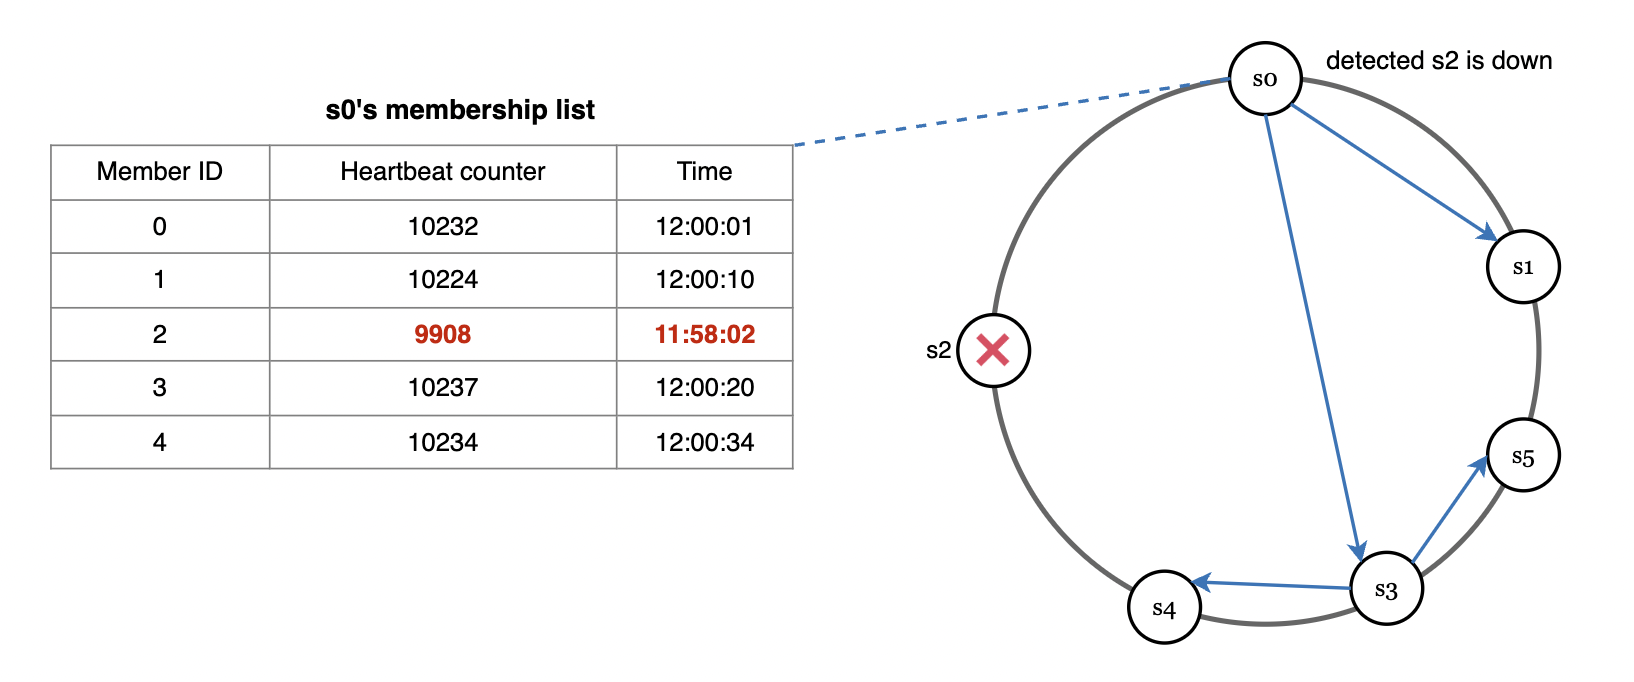 s0's membership list
Member ID Heartbeat counter Time
0 10232 12:00:01
1 10224 12:00:10
2 9908 11:58:02
3 10237 12:00:20
4 10234 12:00:34
detected s2 is down
s0
s1
s2
s5
s3
s4